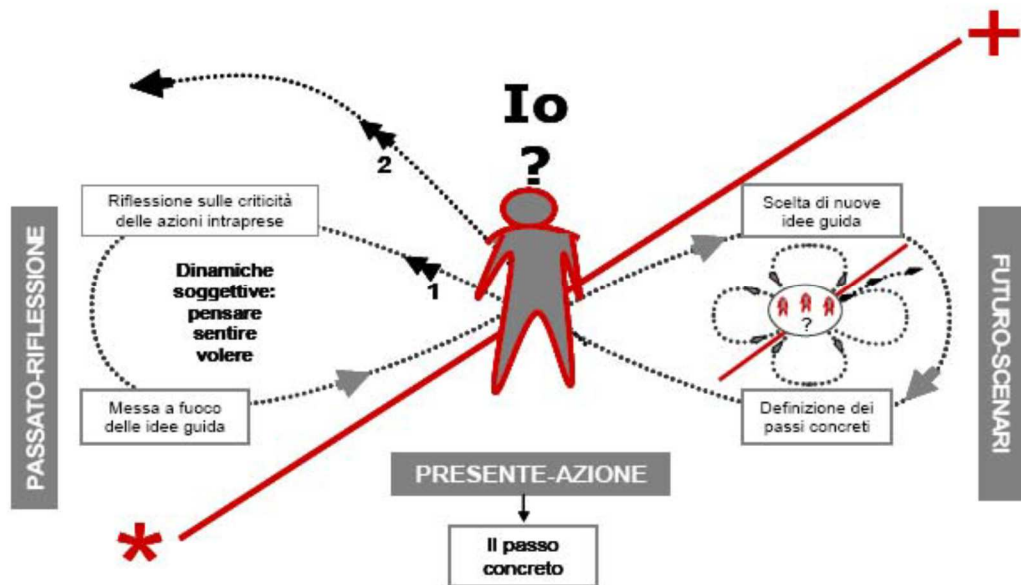 +
Io
?
2
PASSATO-RIFLESSIONE
Riflessione sulle criticità
delle azioni intraprese
Dinamiche
soggettive:
pensare
sentire
volere
1
Messa a fuoco
delle idee guida
Scelta di nuove
idee guida
?
Definizione dei
passi concreti
FUTURO-SCENARI
PRESENTE-AZIONE
Il passo
concreto
*